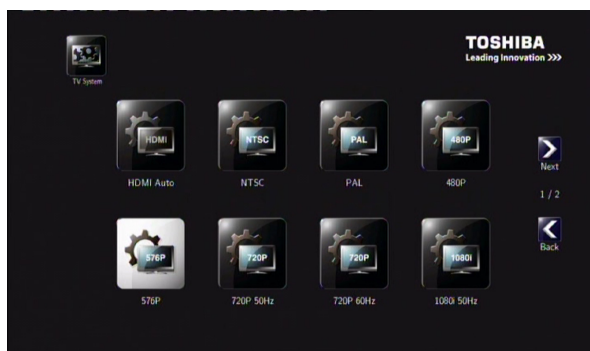 TOSHIBA
Leading Innovation >>>
TV System
HDMI
NTSC
PAL
480P
HDMI Auto
NTSC
PAL
480P
Next
1 / 2
Back
576P
720P
720P
1080i
576P
720P 50Hz
720P 60Hz
1080i 50Hz